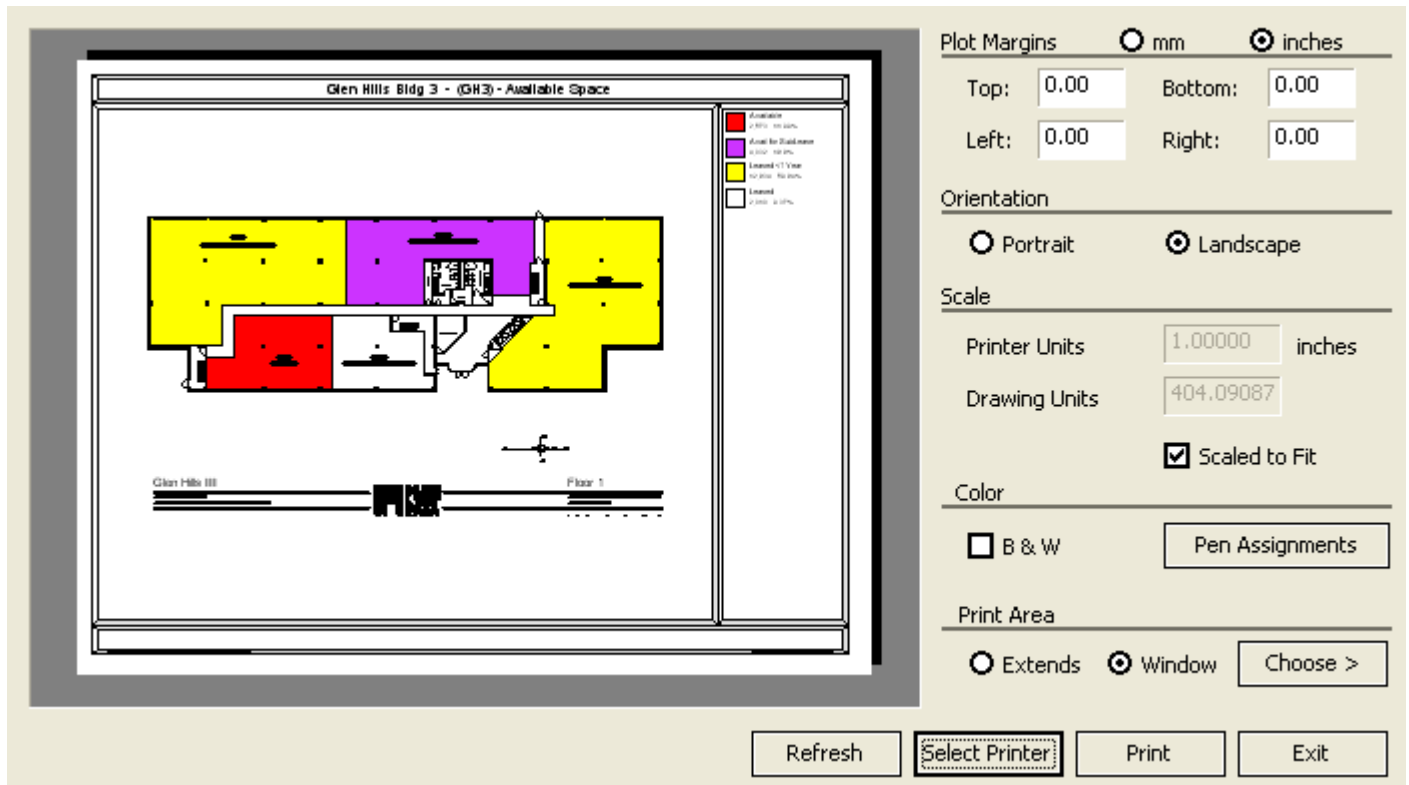 Glen Hills Bldg 3 - (GH3) - Available Space
Available
Avail for SubLease
Leased <1 Year
Leased
Glen Hills III
Floor 1
Plot Margins mm inches
Top: 0.00 Bottom: 0.00
Left: 0.00 Right: 0.00
Orientation
Portrait Landscape
Scale
Printer Units 1.00000 inches
Drawing Units 404.09087
Scaled to Fit
Color
B & W Pen Assignments
Print Area
Extends Window Choose >
Refresh Select Printer Print Exit